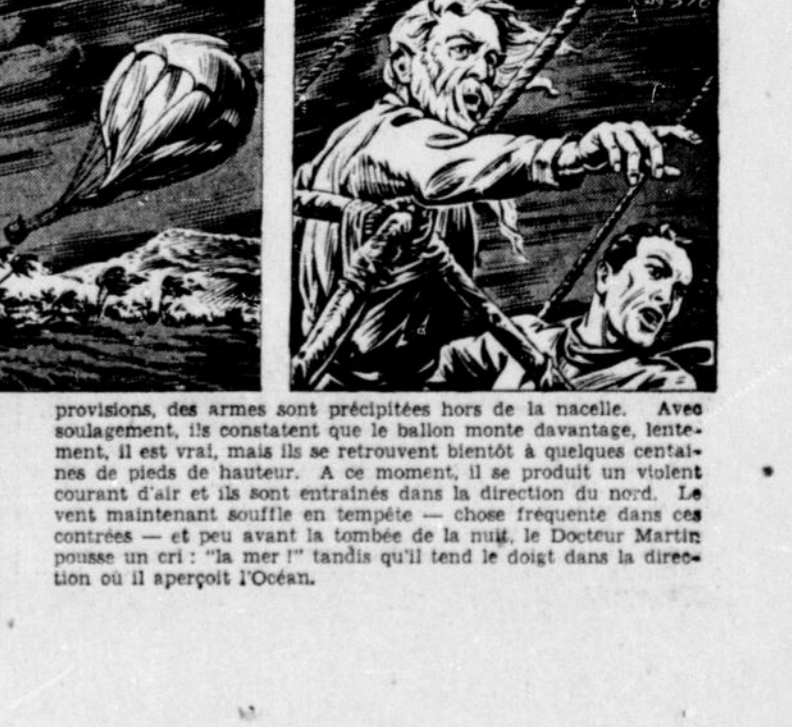 provisions, des armes sont précipitées hors de la nacelle. Avec
soulagement, ils constatent que le ballon monte davantage, lente-
ment, il est vrai, mais ils se retrouvent bientôt à quelques centai-
nes de pieds de hauteur. A ce moment, il se produit un violent
courant d'air et ils sont entraînés dans la direction du nord. Le
vent maintenant souffle en tempête — chose fréquente dans ces
contrées — et peu avant la tombée de la nuit, le Docteur Martin
pousse un cri : "la mer !" tandis qu'il tend le doigt dans la direc-
tion où il aperçoit l'Océan.